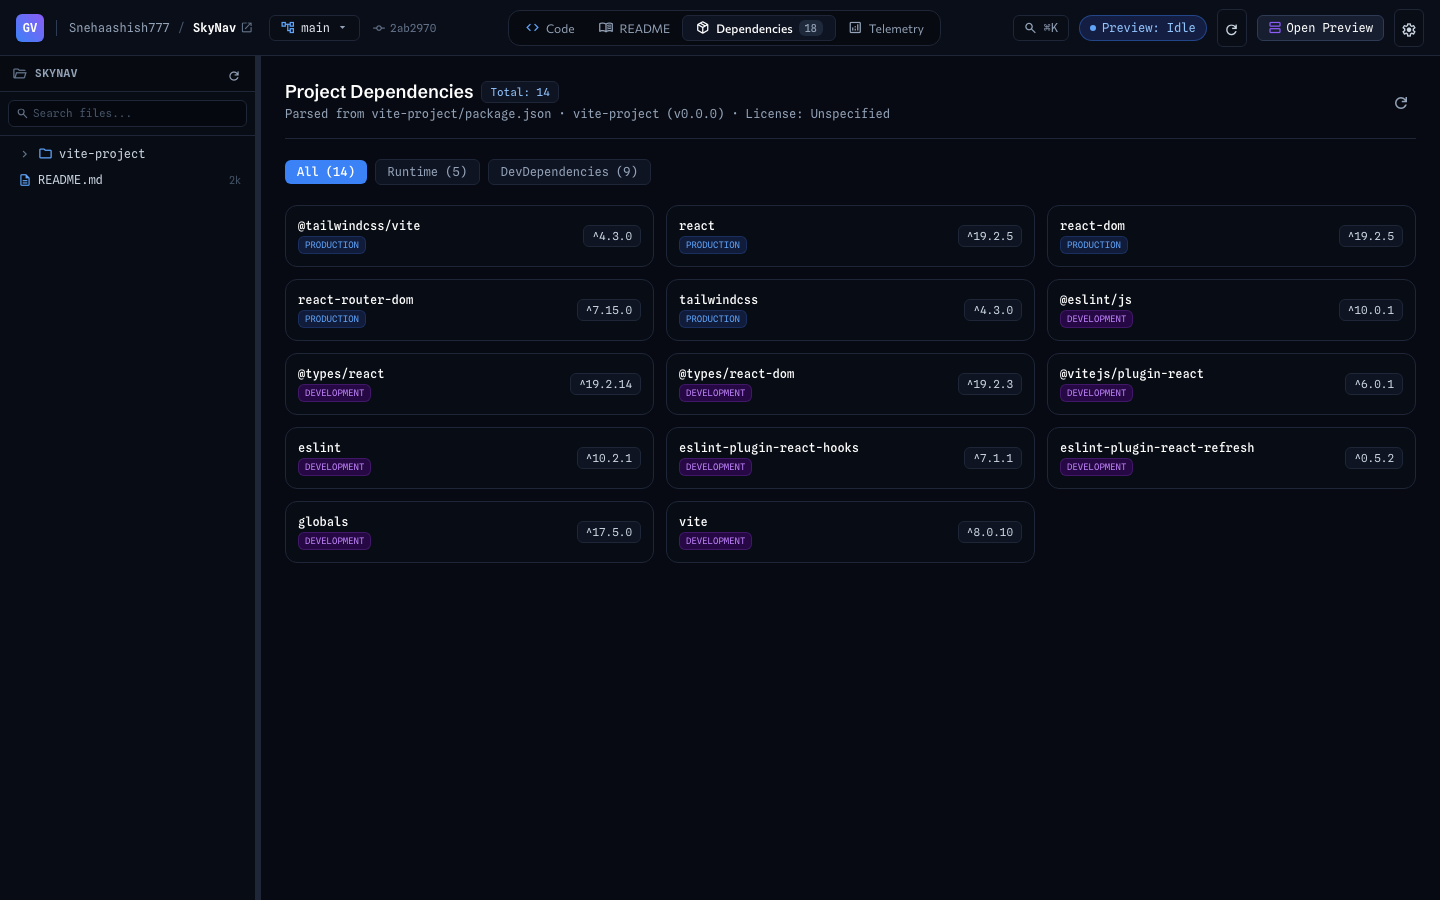 GV Snehaashish777 / SkyNav main 2ab2970 Code README Dependencies 18 Telemetry ⌘K Preview: Idle Open Preview
SKYNAV
Search files...
vite-project
README.md 2k
Project Dependencies Total: 14
Parsed from vite-project/package.json · vite-project (v0.0.0) · License: Unspecified
All (14) Runtime (5) DevDependencies (9)
@tailwindcss/vite
PRODUCTION
^4.3.0
react
PRODUCTION
^19.2.5
react-dom
PRODUCTION
^19.2.5
react-router-dom
PRODUCTION
^7.15.0
tailwindcss
PRODUCTION
^4.3.0
@eslint/js
DEVELOPMENT
^10.0.1
@types/react
DEVELOPMENT
^19.2.14
@types/react-dom
DEVELOPMENT
^19.2.3
@vitejs/plugin-react
DEVELOPMENT
^6.0.1
eslint
DEVELOPMENT
^10.2.1
eslint-plugin-react-hooks
DEVELOPMENT
^7.1.1
eslint-plugin-react-refresh
DEVELOPMENT
^0.5.2
globals
DEVELOPMENT
^17.5.0
vite
DEVELOPMENT
^8.0.10